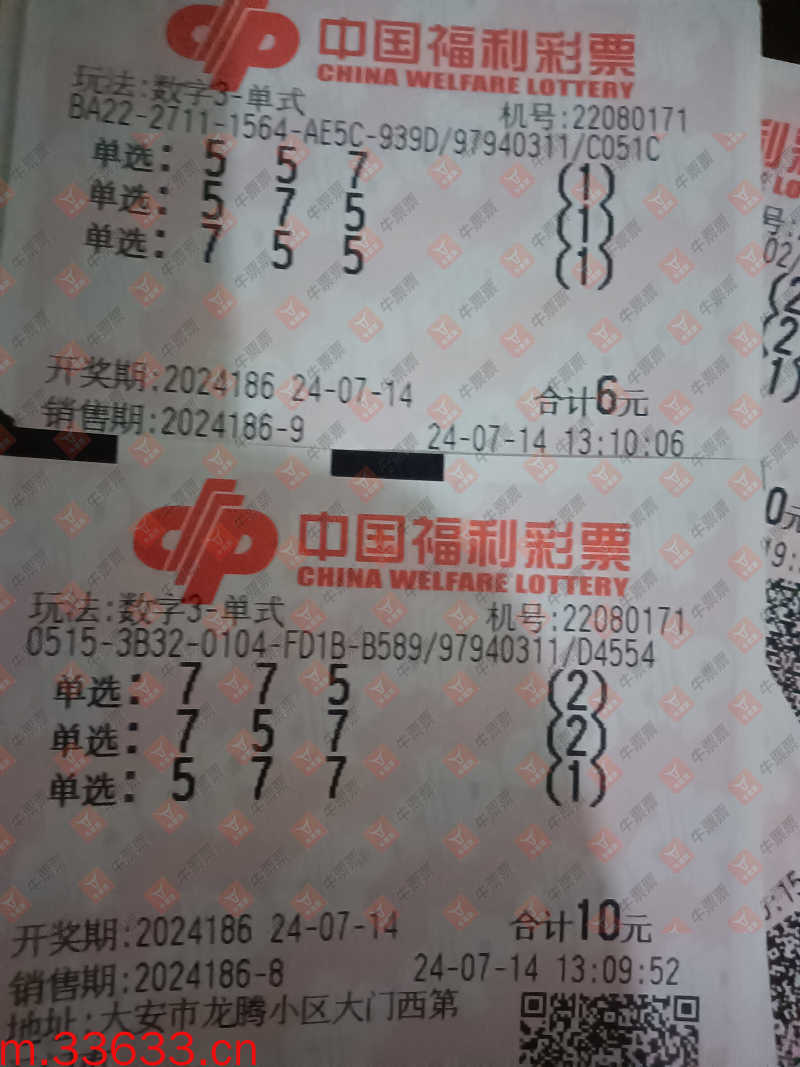 中国福利彩票
CHINA WELFARE LOTTERY
玩法:数字3-单式
机号:22080171
BA22-2711-1564-AE5C-939D/97940311/C051C
单选: 5 5 7 (1)
单选: 5 7 5 (1)
单选: 7 5 5 (1)
开奖期:2024186 24-07-14 合计6元
销售期:2024186-9 24-07-14 13:10:06
中国福利彩票
CHINA WELFARE LOTTERY
玩法:数字3-单式 机号:22080171
0515-3B32-0104-FD1B-B589/97940311/D4554
单选: 7 7 5 (2)
单选: 7 5 7 (2)
单选: 5 7 7 (1)
开奖期:2024186 24-07-14 合计10元
销售期:2024186-8 24-07-14 13:09:52
地址:大安市龙腾小区大门西第
m.33633.cn
牛票票